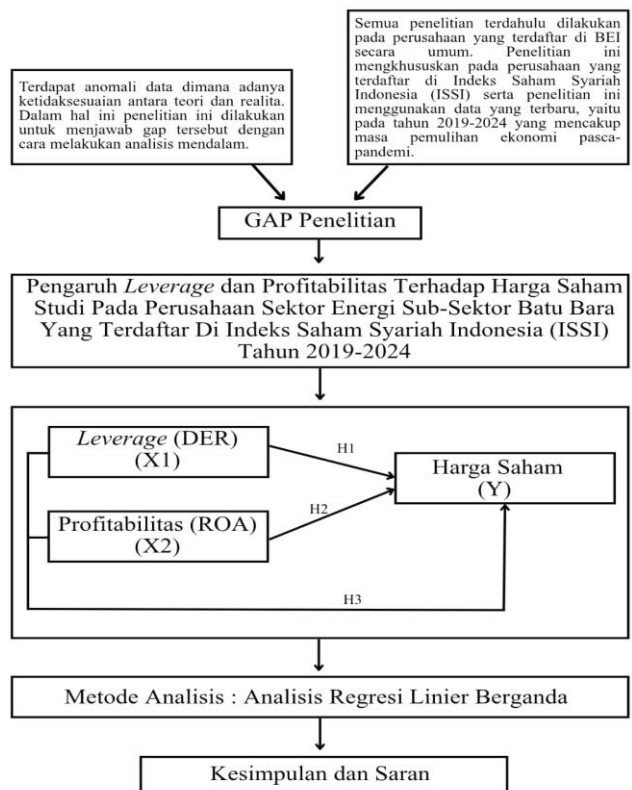 Terdapat anomali data dimana adanya
ketidaksesuaian antara teori dan realita.
Dalam hal ini penelitian ini dilakukan
untuk menjawab gap tersebut dengan
cara melakukan analisis mendalam.
Semua penelitian terdahulu dilakukan
pada perusahaan yang terdaftar di BEI
secara umum. Penelitian ini
mengkhususkan pada perusahaan yang
terdaftar di Indeks Saham Syariah
Indonesia (ISSI) serta penelitian ini
menggunakan data yang terbaru, yaitu
pada tahun 2019-2024 yang mencakup
masa pemulihan ekonomi pasca-
pandemi.
GAP Penelitian
Pengaruh Leverage dan Profitabilitas Terhadap Harga Saham
Studi Pada Perusahaan Sektor Energi Sub-Sektor Batu Bara
Yang Terdaftar Di Indeks Saham Syariah Indonesia (ISSI)
Tahun 2019-2024
Leverage (DER)
(X1)
H1
Harga Saham
(Y)
H2
Profitabilitas (ROA)
(X2)
H3
Metode Analisis : Analisis Regresi Linier Berganda
Kesimpulan dan Saran